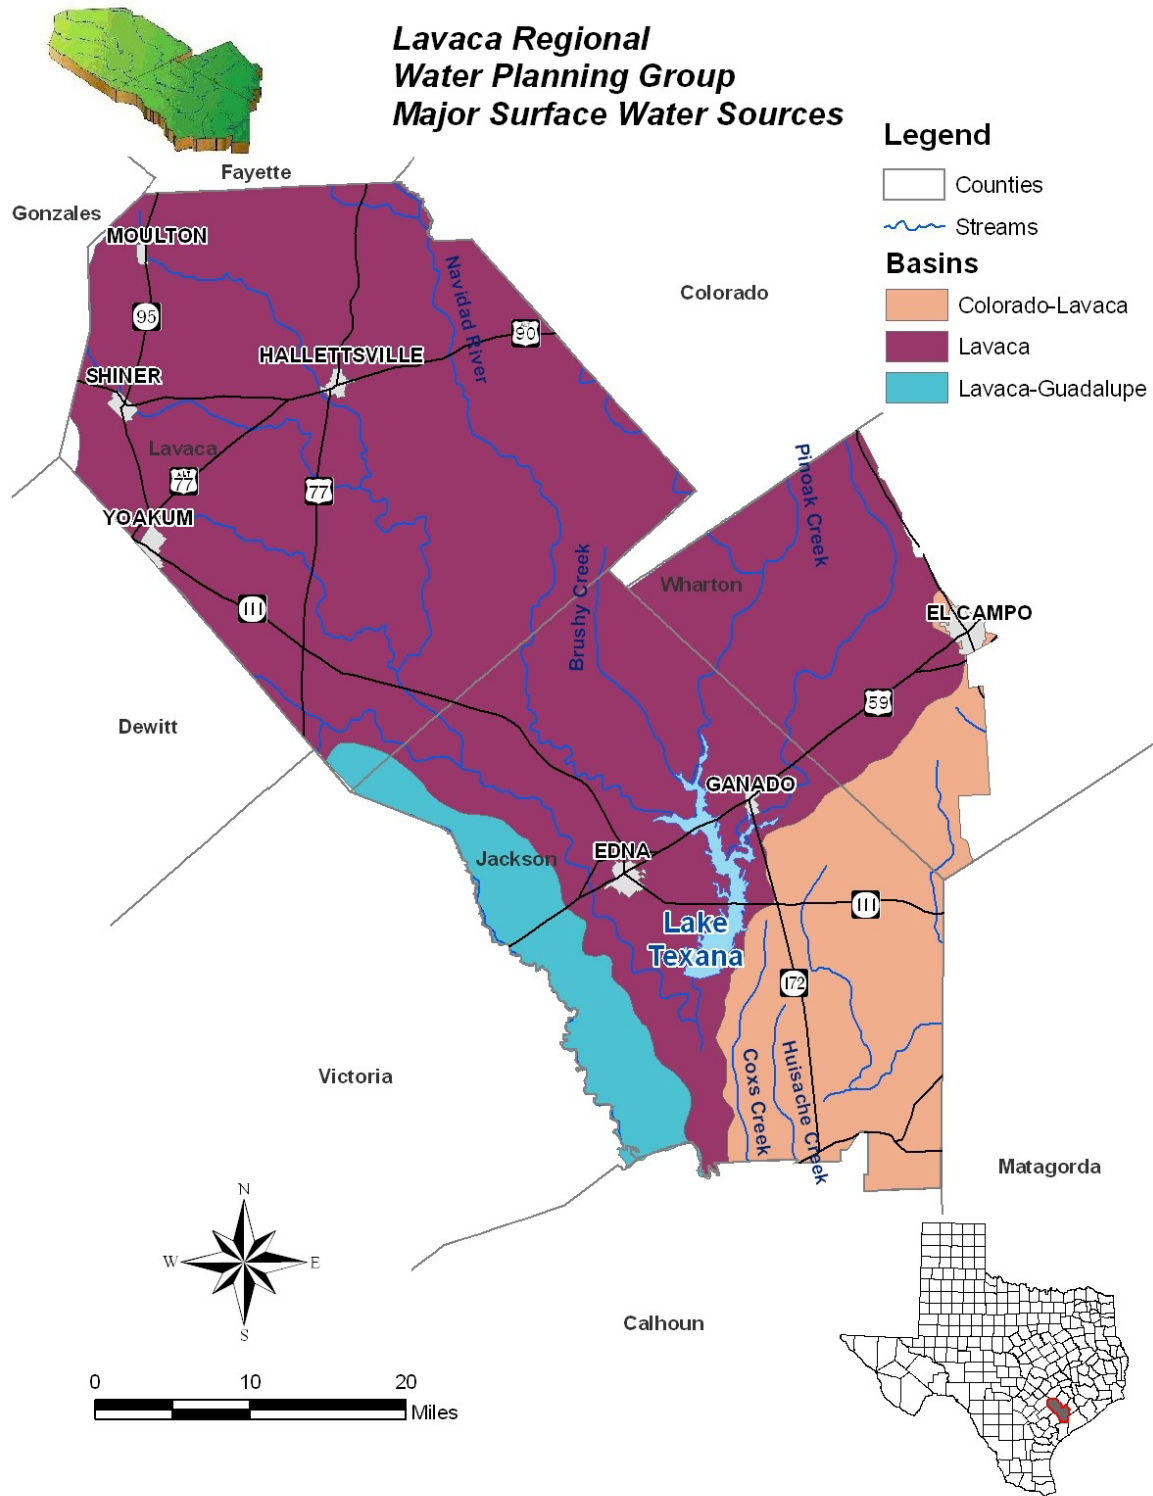 Lavaca Regional
Water Planning Group
Major Surface Water Sources
Legend
Counties
Streams
Basins
Colorado-Lavaca
Lavaca
Lavaca-Guadalupe
Fayette
Gonzales
MOULTON
Colorado
Navidad River
95
ALT
90
HALLETTSVILLE
SHINER
Lavaca
ALT
77
77
YOAKUM
Pinoak Creek
Brushy Creek
Wharton
EL CAMPO
111
59
Dewitt
GANADO
EDNA
Jackson
111
Lake
Texana
172
Coxs Creek
Huisache Creek
Victoria
Matagorda
Calhoun
N
W
E
S
0
10
20
Miles